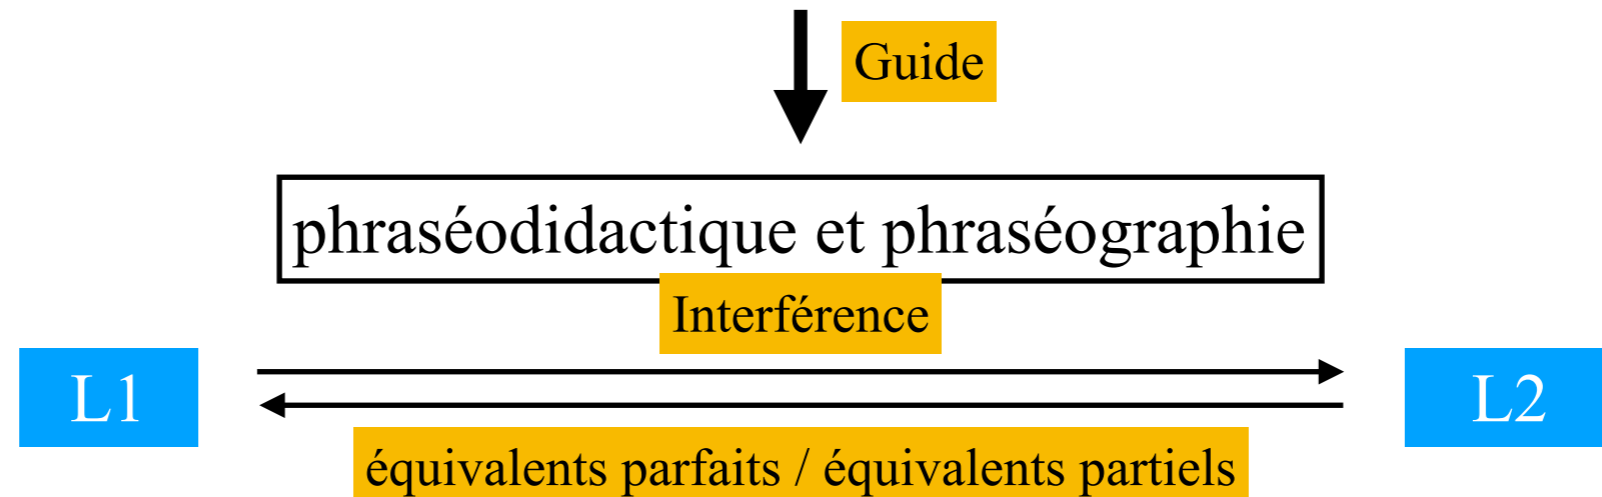 Guide
phraséodidactique et phraséographie
Interférence
L1
L2
équivalents parfaits / équivalents partiels